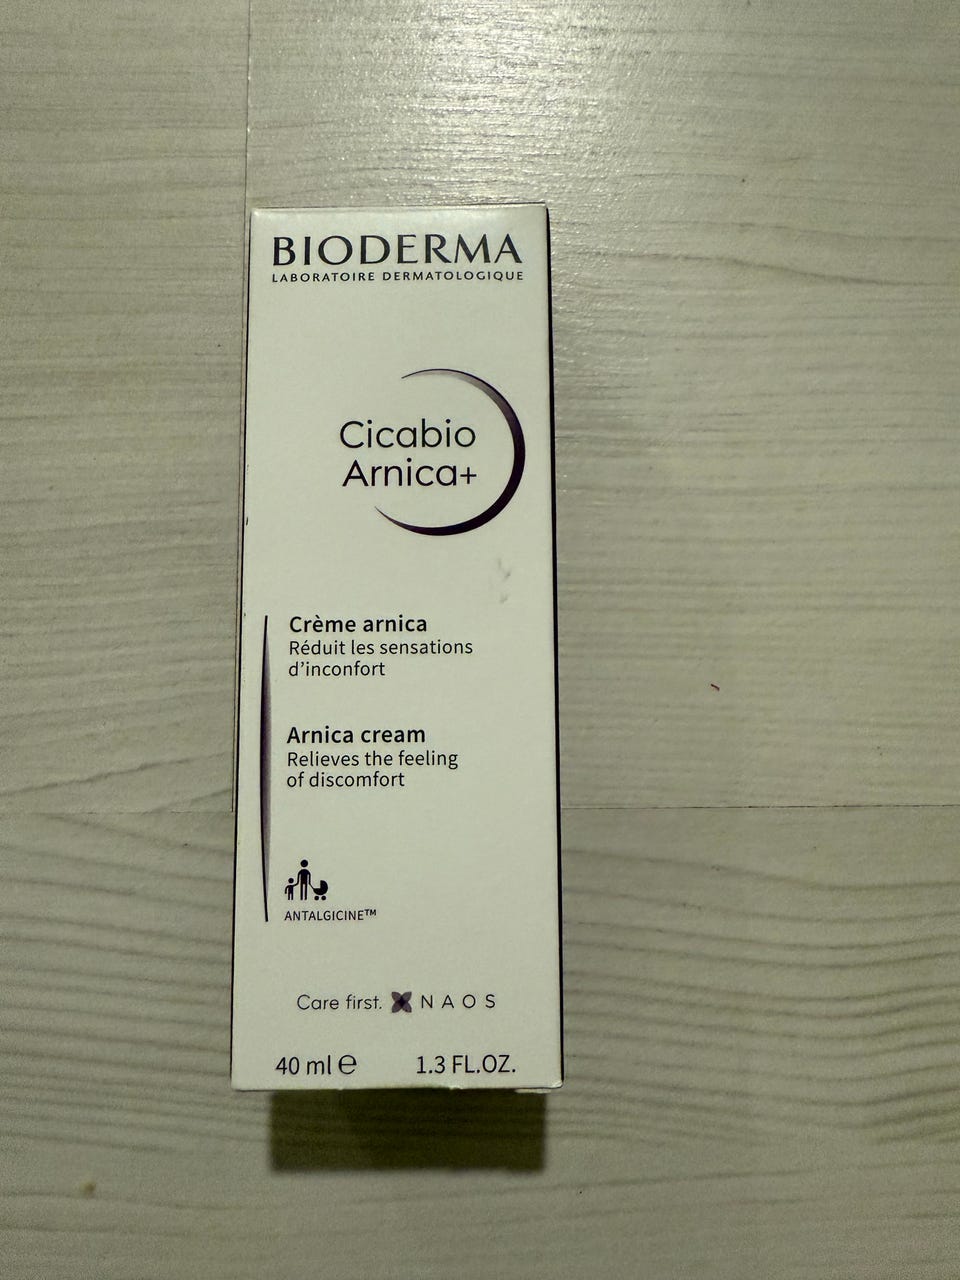 BIODERMA
LABORATOIRE DERMATOLOGIQUE
Cicabio
Arnica+
Crème arnica
Réduit les sensations
d'inconfort
Arnica cream
Relieves the feeling
of discomfort
ANTALGICINE™
Care first. NAOS
40 ml ℮ 1.3 FL.OZ.